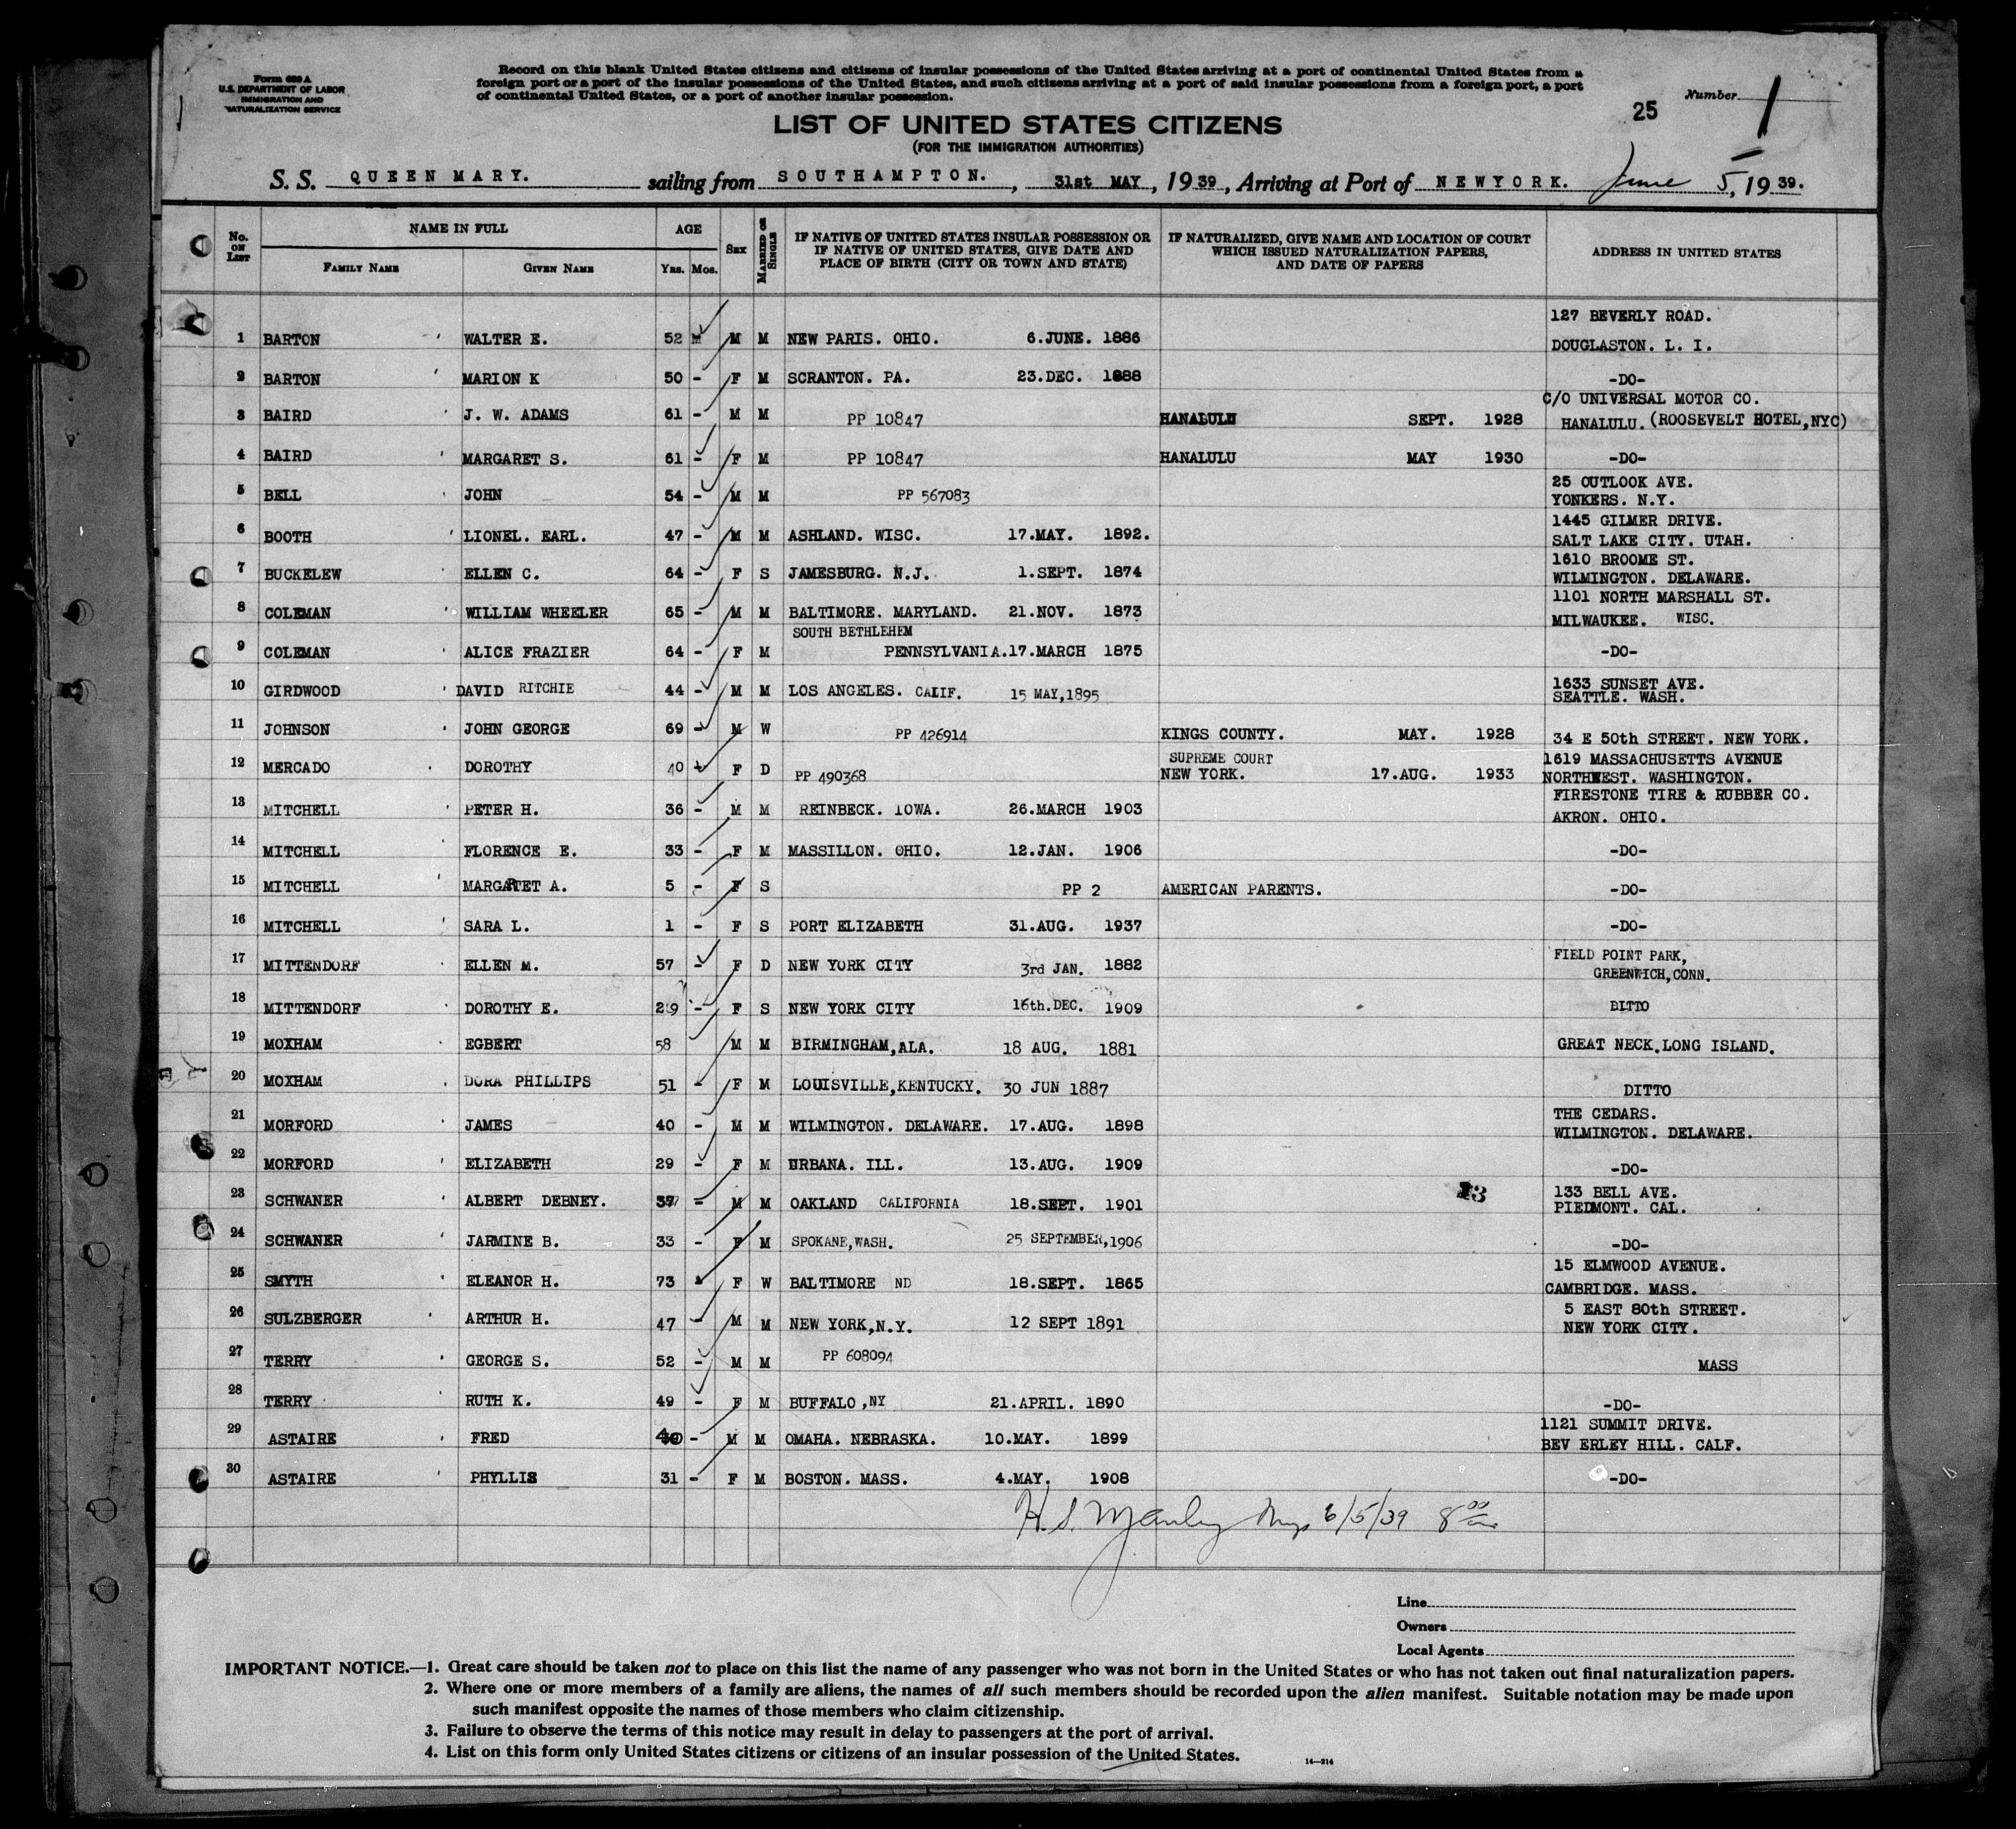 Form 630 A
U.S. DEPARTMENT OF LABOR
IMMIGRATION AND
NATURALIZATION SERVICE
Record on this blank United States citizens and citizens of insular possessions of the United States arriving at a port of continental United States from a
foreign port or a port of the insular possessions of the United States, and such citizens arriving at a port of said insular possessions from a foreign port, a port
of continental United States, or a port of another insular possession.
25 Number 1
LIST OF UNITED STATES CITIZENS
(FOR THE IMMIGRATION AUTHORITIES)
S. S. QUEEN MARY. sailing from SOUTHAMPTON., 31st MAY, 1939, Arriving at Port of NEWYORK. June 5, 1939.
No. ON LIST NAME IN FULL AGE SEX MARRIED OR SINGLE IF NATIVE OF UNITED STATES INSULAR POSSESSION OR IF NATIVE OF UNITED STATES, GIVE DATE AND PLACE OF BIRTH (CITY OR TOWN AND STATE) IF NATURALIZED, GIVE NAME AND LOCATION OF COURT WHICH ISSUED NATURALIZATION PAPERS, AND DATE OF PAPERS ADDRESS IN UNITED STATES
FAMILY NAME GIVEN NAME YRS. MOS.
127 BEVERLY ROAD.
1 BARTON WALTER E. 52 M M NEW PARIS. OHIO. 6.JUNE. 1886 DOUGLASTON. L. I.
2 BARTON MARION K 50 - F M SCRANTON. PA. 23.DEC. 1888 -DO-
C/O UNIVERSAL MOTOR CO.
3 BAIRD J. W. ADAMS 61 - M M PP 10847 HANALULU SEPT. 1928 HANALULU. (ROOSEVELT HOTEL,NYC)
4 BAIRD MARGARET S. 61 - F M PP 10847 HANALULU MAY 1930 -DO-
25 OUTLOOK AVE.
5 BELL JOHN 54 - M M PP 567083 YONKERS. N.Y.
1445 GILMER DRIVE.
6 BOOTH LIONEL. EARL. 47 - M M ASHLAND. WISC. 17.MAY. 1892. SALT LAKE CITY. UTAH.
1610 BROOME ST.
7 BUCKELEW ELLEN C. 64 - F S JAMESBURG. N.J. 1.SEPT. 1874 WILMINGTON. DELAWARE.
1101 NORTH MARSHALL ST.
8 COLEMAN WILLIAM WHEELER 65 - M M BALTIMORE. MARYLAND. 21.NOV. 1873 MILWAUKEE. WISC.
SOUTH BETHLEHEM
9 COLEMAN ALICE FRAZIER 64 - F M PENNSYLVANIA.17.MARCH 1875 -DO-
1633 SUNSET AVE.
10 GIRDWOOD DAVID RITCHIE 44 - M M LOS ANGELES. CALIF. 15 MAY,1895 SEATTLE. WASH.
11 JOHNSON JOHN GEORGE 69 - M W PP 426914 KINGS COUNTY. MAY. 1928 34 E 50th STREET. NEW YORK.
SUPREME COURT 1619 MASSACHUSETTS AVENUE
12 MERCADO DOROTHY 40 F D PP 490368 NEW YORK. 17.AUG. 1933 NORTHWEST. WASHINGTON.
FIRESTONE TIRE & RUBBER CO.
13 MITCHELL PETER H. 36 - M M REINBECK. IOWA. 26.MARCH 1903 AKRON. OHIO.
14 MITCHELL FLORENCE E. 33 - F M MASSILLON. OHIO. 12.JAN. 1906 -DO-
15 MITCHELL MARGARET A. 5 - F S PP 2 AMERICAN PARENTS. -DO-
16 MITCHELL SARA L. 1 - F S PORT ELIZABETH 31.AUG. 1937 -DO-
FIELD POINT PARK,
17 MITTENDORF ELLEN M. 57 - F D NEW YORK CITY 3rd JAN. 1882 GREENWICH,CONN.
18 MITTENDORF DOROTHY E. 29 - F S NEW YORK CITY 16th.DEC. 1909 DITTO
19 MOXHAM EGBERT 58 M M BIRMINGHAM,ALA. 18 AUG. 1881 GREAT NECK.LONG ISLAND.
20 MOXHAM DORA PHILLIPS 51 - F M LOUISVILLE,KENTUCKY. 30 JUN 1887 DITTO
THE CEDARS.
21 MORFORD JAMES 40 - M M WILMINGTON. DELAWARE. 17.AUG. 1898 WILMINGTON. DELAWARE.
22 MORFORD ELIZABETH 29 - F M URBANA. ILL. 13.AUG. 1909 -DO-
13 133 BELL AVE.
23 SCHWANER ALBERT DEBNEY. 37 - M M OAKLAND CALIFORNIA 18.SEPT. 1901 PIEDMONT. CAL.
24 SCHWANER JARMINE B. 33 - F M SPOKANE,WASH. 25 SEPTEMBER,1906 -DO-
15 ELMWOOD AVENUE.
25 SMYTH ELEANOR H. 73 F W BALTIMORE ND 18.SEPT. 1865 CAMBRIDGE. MASS.
5 EAST 80th STREET.
26 SULZBERGER ARTHUR H. 47 - M M NEW YORK,N.Y. 12 SEPT 1891 NEW YORK CITY.
27 TERRY GEORGE S. 52 - M M PP 608094 MASS
28 TERRY RUTH K. 49 - F M BUFFALO,NY 21.APRIL. 1890 -DO-
1121 SUMMIT DRIVE.
29 ASTAIRE FRED 40 - M M OMAHA. NEBRASKA. 10.MAY. 1899 BEV ERLEY HILL. CALF.
30 ASTAIRE PHYLLIS 31 - F M BOSTON. MASS. 4.MAY. 1908 -DO-
H. S. Manley 6/5/39 8 00
Line
Owners
Local Agents
IMPORTANT NOTICE.—1. Great care should be taken not to place on this list the name of any passenger who was not born in the United States or who has not taken out final naturalization papers.
2. Where one or more members of a family are aliens, the names of all such members should be recorded upon the alien manifest. Suitable notation may be made upon
such manifest opposite the names of those members who claim citizenship.
3. Failure to observe the terms of this notice may result in delay to passengers at the port of arrival.
4. List on this form only United States citizens or citizens of an insular possession of the United States.
14—214